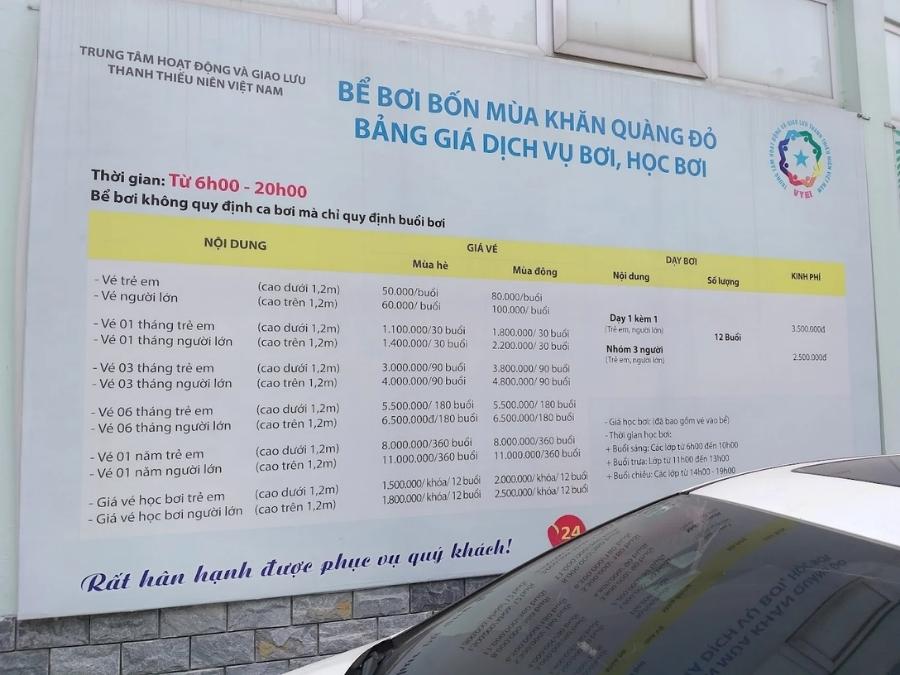 TRUNG TÂM HOẠT ĐỘNG VÀ GIAO LƯU
THANH THIẾU NIÊN VIỆT NAM
BỂ BƠI BỐN MÙA KHĂN QUÀNG ĐỎ
BẢNG GIÁ DỊCH VỤ BƠI, HỌC BƠI
TRUNG TÂM HOẠT ĐỘNG VÀ GIAO LƯU THANH THIẾU NIÊN VIỆT NAM
VYEI
Thời gian: Từ 6h00 - 20h00
Bể bơi không quy định ca bơi mà chỉ quy định buổi bơi
NỘI DUNG GIÁ VÉ DẠY BƠI KINH PHÍ
Mùa hè Mùa đông Nội dung Số lượng
- Vé trẻ em (cao dưới 1,2m) 50.000/buổi 80.000/buổi
- Vé người lớn (cao trên 1,2m) 60.000/ buổi 100.000/ buổi
- Vé 01 tháng trẻ em (cao dưới 1,2m) 1.100.000/30 buổi 1.800.000/ 30 buổi
- Vé 01 tháng người lớn (cao trên 1,2m) 1.400.000/ 30 buổi 2.200.000/ 30 buổi
- Vé 03 tháng trẻ em (cao dưới 1,2m) 3.000.000/90 buổi 3.800.000/ 90 buổi
- Vé 03 tháng người lớn (cao trên 1,2m) 4.000.000/ 90 buổi 4.800.000/ 90 buổi
- Vé 06 tháng trẻ em (cao dưới 1,2m) 5.500.000/ 180 buổi 5.500.000/ 180 buổi
- Vé 06 tháng người lớn (cao trên 1,2m) 6.500.000đ/180 buổi 6.500.000/ 180 buổi
- Vé 01 năm trẻ em (cao dưới 1,2m) 8.000.000/360 buổi 8.000.000/ 360 buổi
- Vé 01 năm người lớn (cao trên 1,2m) 11.000.000/ 360 buổi 11.000.000/ 360 buổi
- Giá vé học bơi trẻ em (cao dưới 1,2m) 1.500.000/ khóa/ 12 buổi 2.000.000/ khóa/ 12 buổi
- Giá vé học bơi người lớn (cao trên 1,2m) 1.800.000/ khóa/ 12 buổi 2.500.000/ khóa/ 12 buổi
Dạy 1 kèm 1 3.500.000đ
(Trẻ em, người lớn)
12 Buổi
Nhóm 3 người 2.500.000đ
(Trẻ em, người lớn)
- Giá học bơi: (đã bao gồm vé vào bể)
- Thời gian học bơi:
+ Buổi sáng: Các lớp từ 6h00 đến 10h00
+ Buổi trưa: Lớp từ 11h00 đến 13h00
+ Buổi chiều: Các lớp từ 14h00 - 19h00
Rất hân hạnh được phục vụ quý khách!
24